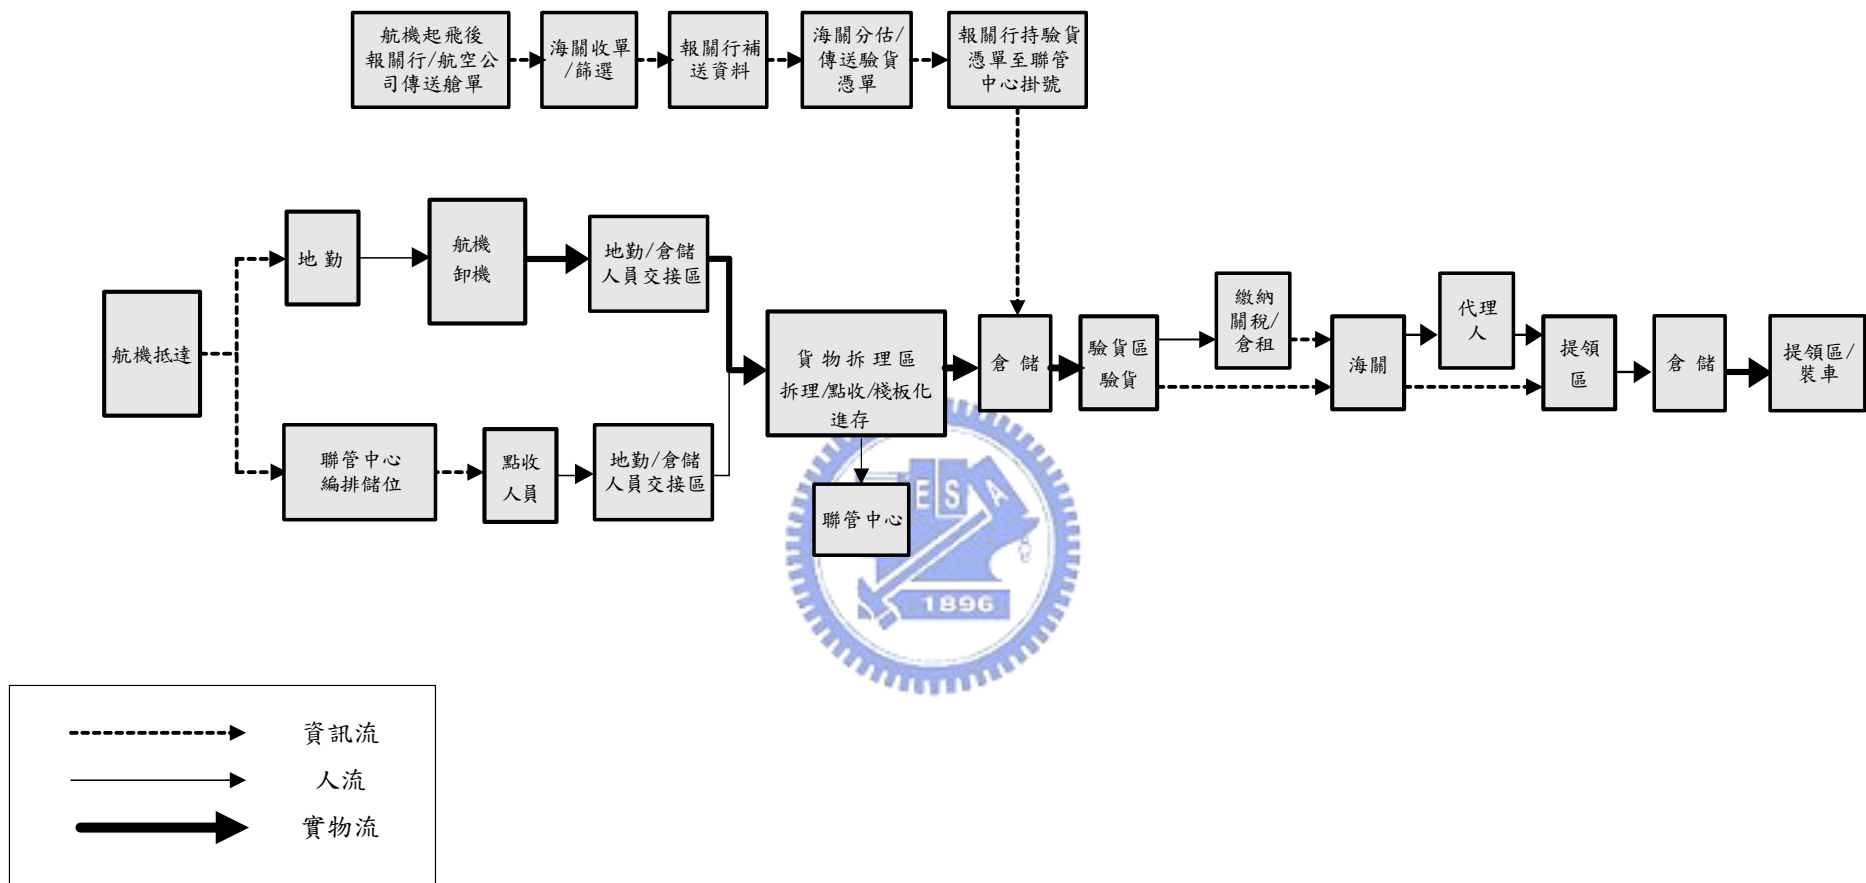 航機起飛後
報關行/航空公
司傳送艙單
海關收單
/篩選
報關行補
送資料
海關分估/
傳送驗貨
憑單
報關行持驗貨
憑單至聯管
中心掛號
航機抵達
地勤
航機
卸機
地勤/倉儲
人員交接區
聯管中心
編排儲位
點收
人員
地勤/倉儲
人員交接區
貨物拆理區
拆理/點收/棧板化
進存
聯管中心
倉儲
驗貨區
驗貨
繳納
關稅/
倉租
海關
代理
人
提領
區
倉儲
提領區/
裝車
ESA
1896
資訊流
人流
實物流